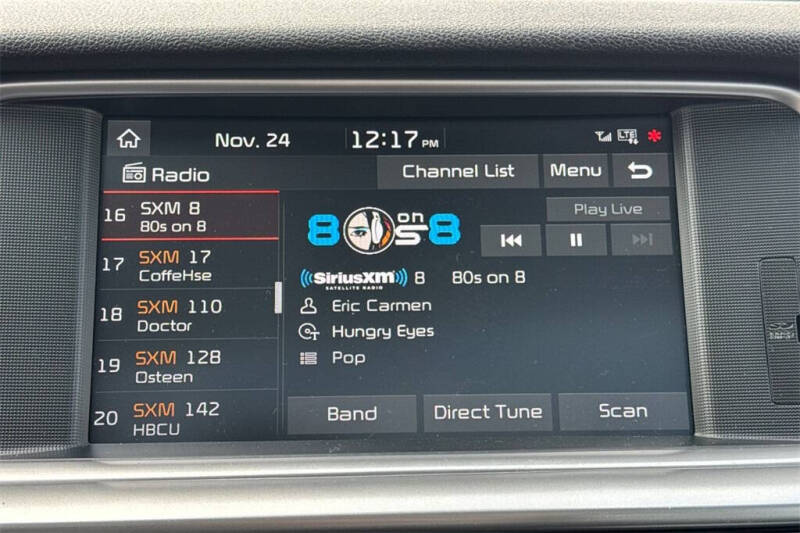 Nov. 24 12:17 PM LTE
Radio Channel List Menu
16 SXM 8
80s on 8
17 SXM 17
CoffeHse
18 SXM 110
Doctor
19 SXM 128
Osteen
20 SXM 142
HBCU
80s on 8
Play Live
((SiriusXM)) 8 80s on 8
SATELLITE RADIO
Eric Carmen
Hungry Eyes
Pop
Band Direct Tune Scan